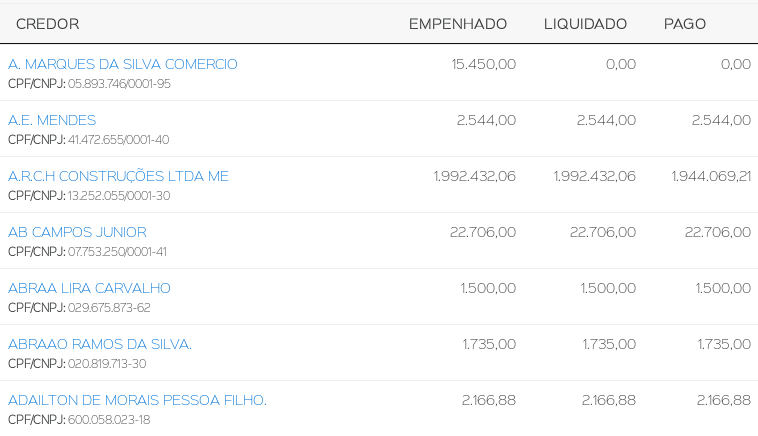 CREDOR EMPENHADO LIQUIDADO PAGO
A. MARQUES DA SILVA COMERCIO 15.450,00 0,00 0,00
CPF/CNPJ: 05.893.746/0001-95
A.E. MENDES 2.544,00 2.544,00 2.544,00
CPF/CNPJ: 41.472.655/0001-40
A.R.C.H CONSTRUÇÕES LTDA ME 1.992.432,06 1.992.432,06 1.944.069,21
CPF/CNPJ: 13.252.055/0001-30
AB CAMPOS JUNIOR 22.706,00 22.706,00 22.706,00
CPF/CNPJ: 07.753.250/0001-41
ABRAA LIRA CARVALHO 1.500,00 1.500,00 1.500,00
CPF/CNPJ: 029.675.873-62
ABRAAO RAMOS DA SILVA. 1.735,00 1.735,00 1.735,00
CPF/CNPJ: 020.819.713-30
ADAILTON DE MORAIS PESSOA FILHO. 2.166,88 2.166,88 2.166,88
CPF/CNPJ: 600.058.023-18